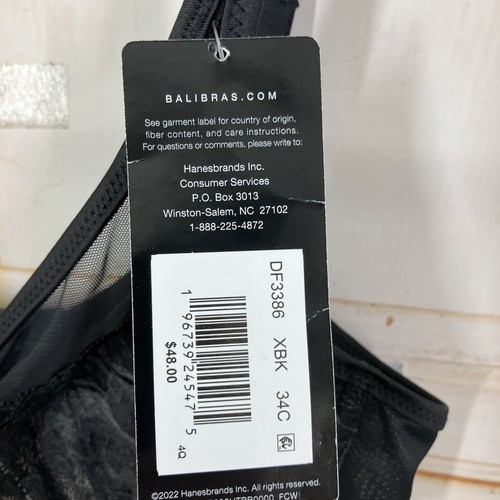 BALIBRAS.COM
See garment label for country of origin,
fiber content, and care instructions.
For questions or comments, please write to:
Hanesbrands Inc.
Consumer Services
P.O. Box 3013
Winston-Salem, NC 27102
1-888-225-4872
DF3386 XBK 34C
1 96739 24547 5
4Q
$48.00
©2022 Hanesbrands Inc. All rights reserved.